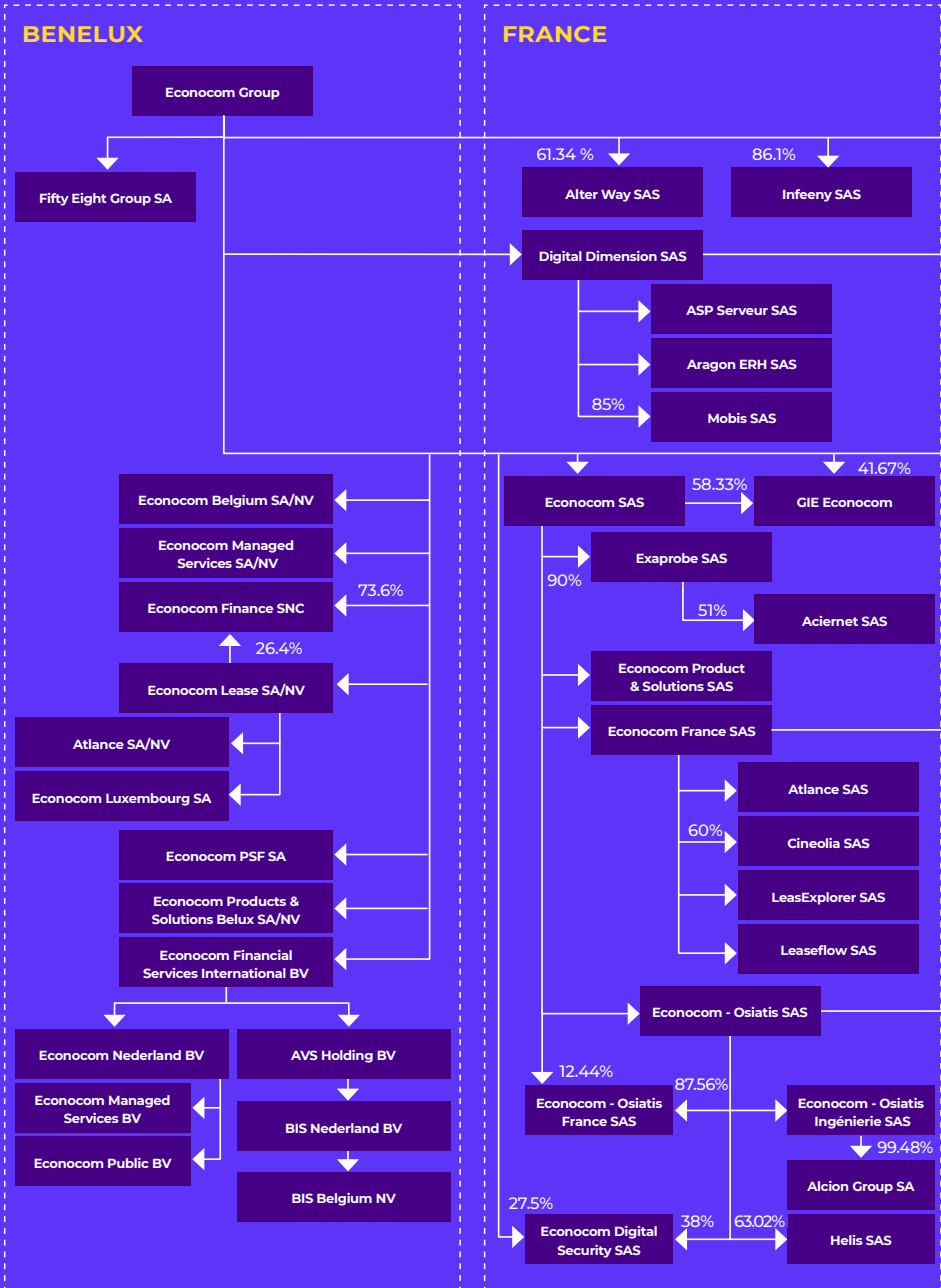 BENELUX
Econocom Group
Fifty Eight Group SA
Econocom Belgium SA/NV
Econocom Managed
Services SA/NV
73.6%
Econocom Finance SNC
26.4%
Econocom Lease SA/NV
Atlance SA/NV
Econocom Luxembourg SA
Econocom PSF SA
Econocom Products &
Solutions Belux SA/NV
Econocom Financial
Services International BV
Econocom Nederland BV
AVS Holding BV
Econocom Managed
Services BV
BIS Nederland BV
Econocom Public BV
BIS Belgium NV
FRANCE
61.34 %
86.1%
Alter Way SAS
Infeeny SAS
Digital Dimension SAS
ASP Serveur SAS
Aragon ERH SAS
85%
Mobis SAS
41.67%
58.33%
Econocom SAS
GIE Econocom
Exaprobe SAS
90%
51%
Aciernet SAS
Econocom Product
& Solutions SAS
Econocom France SAS
Atlance SAS
60%
Cineolia SAS
LeasExplorer SAS
Leaseflow SAS
Econocom - Osiatis SAS
12.44%
87.56%
Econocom - Osiatis
France SAS
Econocom - Osiatis
Ingénierie SAS
99.48%
Alcion Group SA
27.5%
38%
63.02%
Econocom Digital
Security SAS
Helis SAS